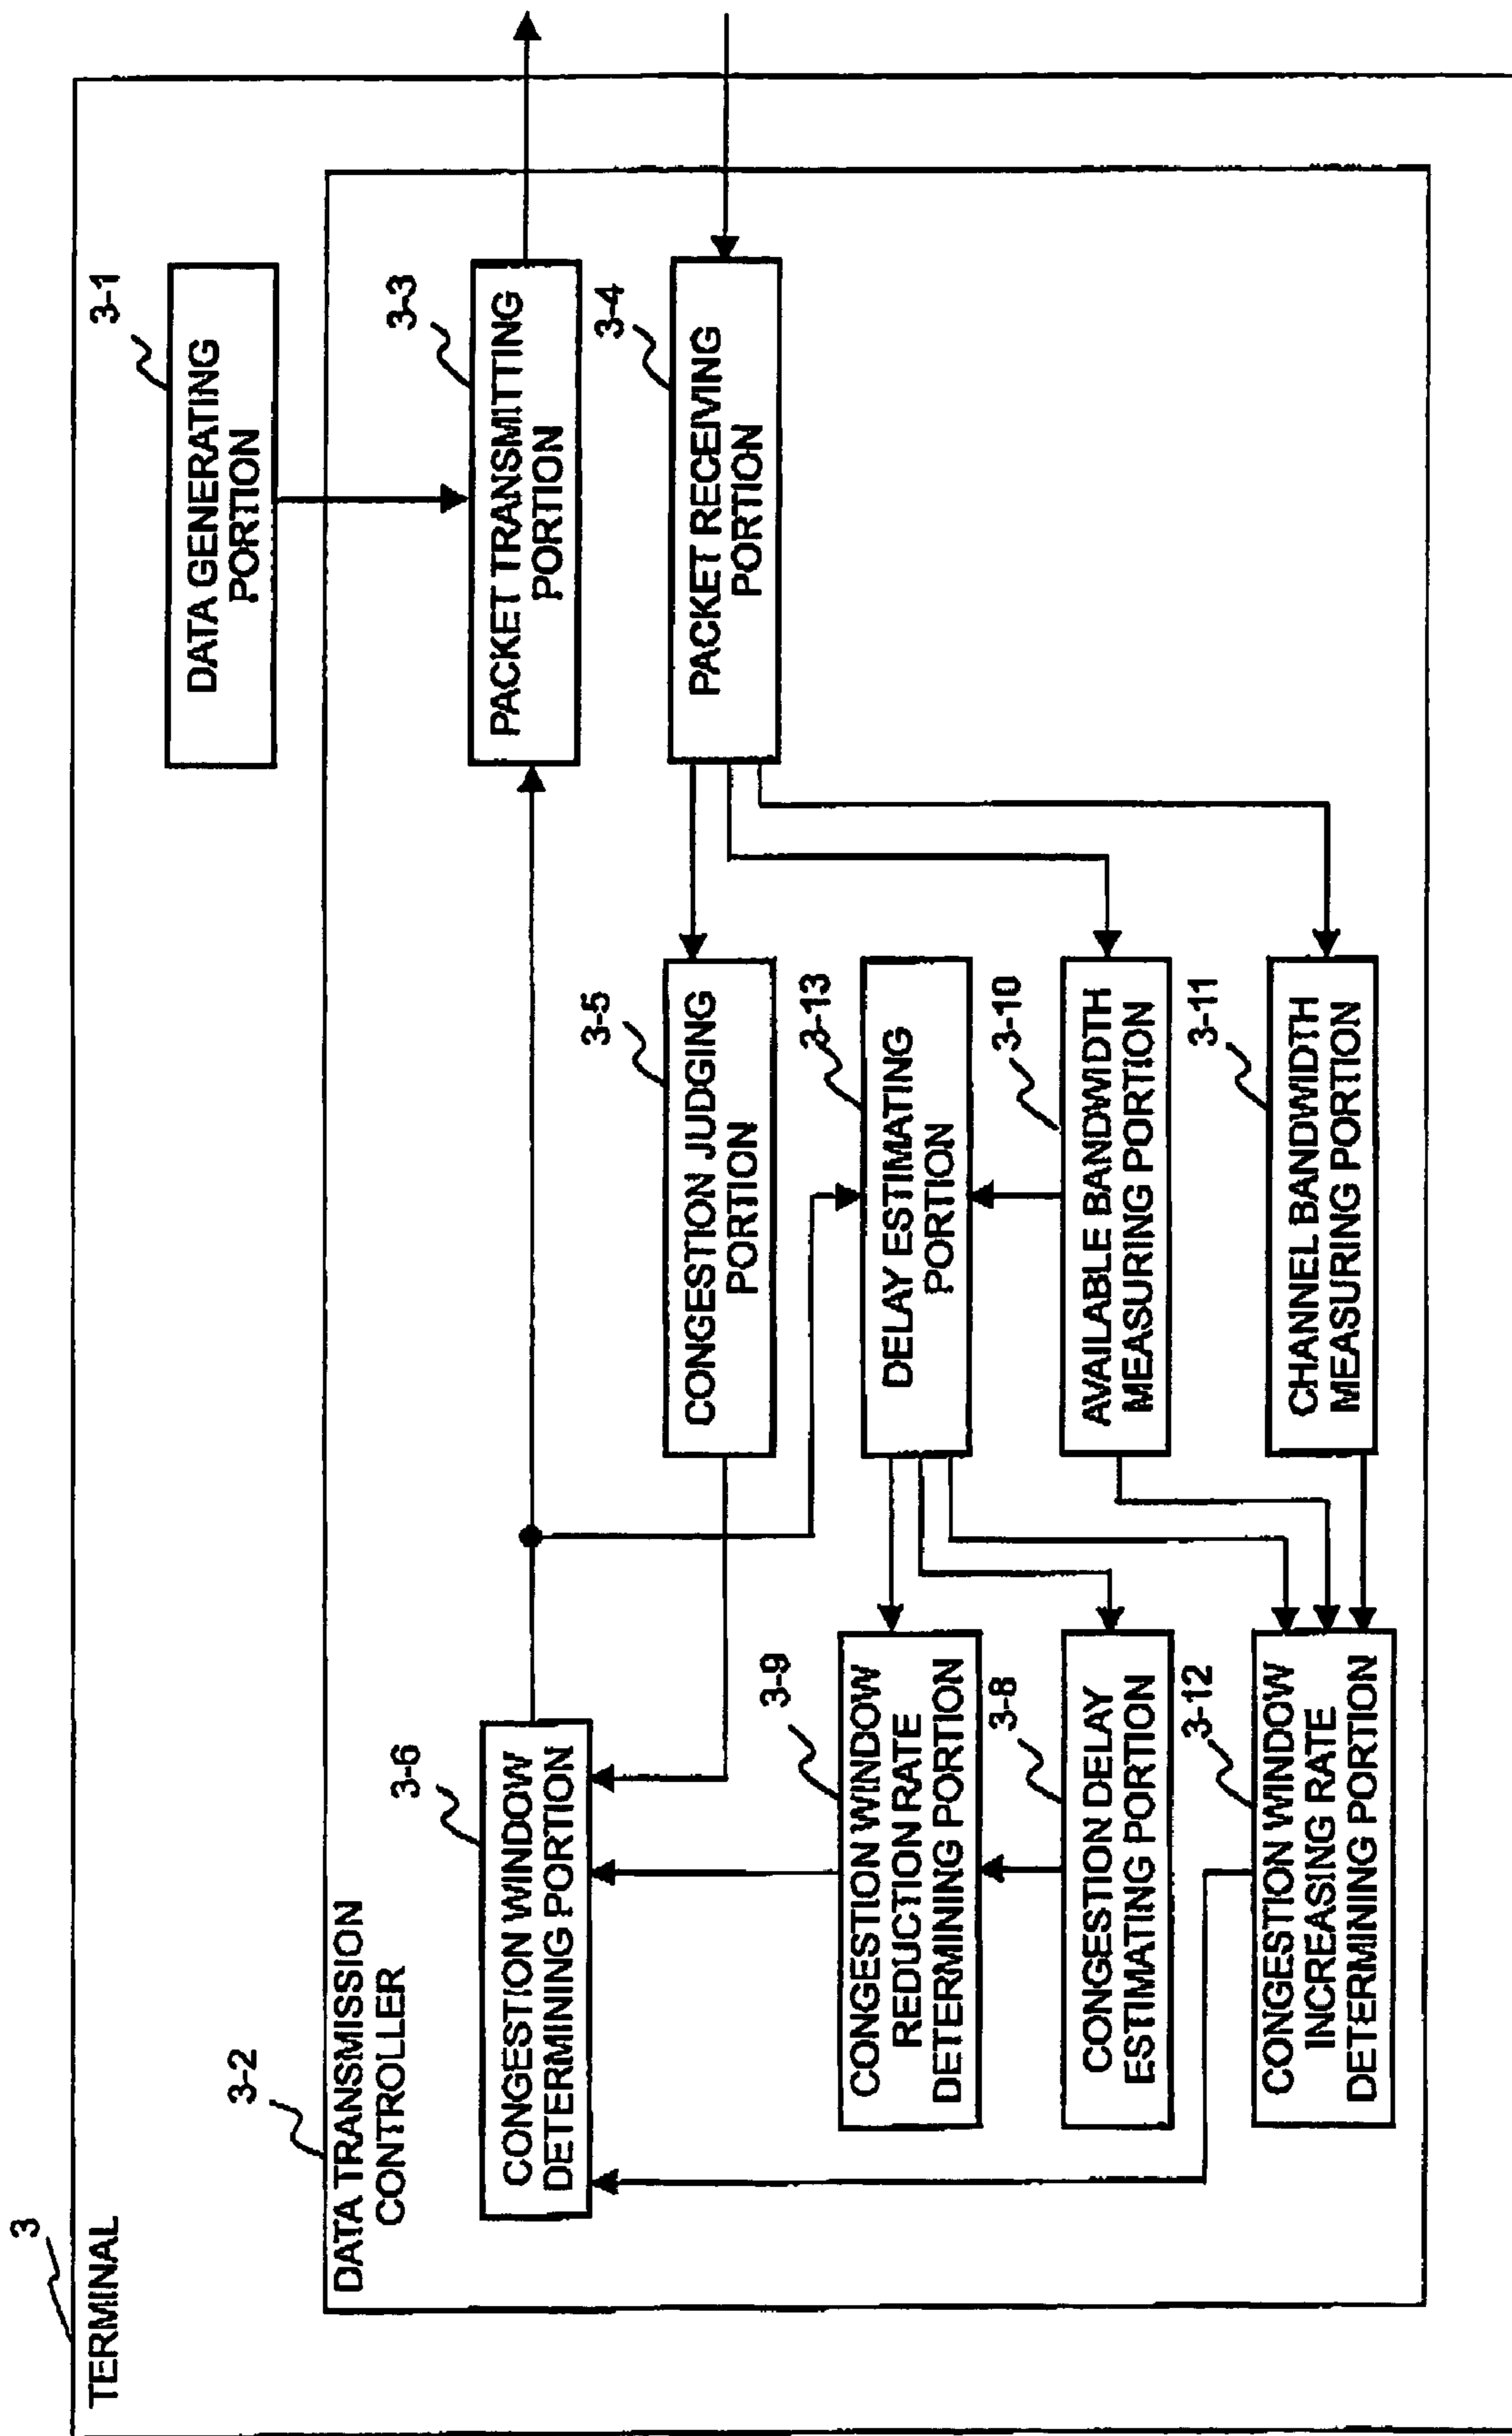 3
TERMINAL
3-2
DATA TRANSMISSION
CONTROLLER
3-1
DATA GENERATING
PORTION
3-6
CONGESTION WINDOW
DETERMINING PORTION
3-3
PACKET TRANSMITTING
PORTION
3-5
CONGESTION JUDGING
PORTION
3-4
PACKET RECEIVING
PORTION
3-9
CONGESTION WINDOW
REDUCTION RATE
DETERMINING PORTION
3-13
DELAY ESTIMATING
PORTION
3-8
CONGESTION DELAY
ESTIMATING PORTION
3-10
AVAILABLE BANDWIDTH
MEASURING PORTION
3-12
CONGESTION WINDOW
INCREASING RATE
DETERMINING PORTION
3-11
CHANNEL BANDWIDTH
MEASURING PORTION